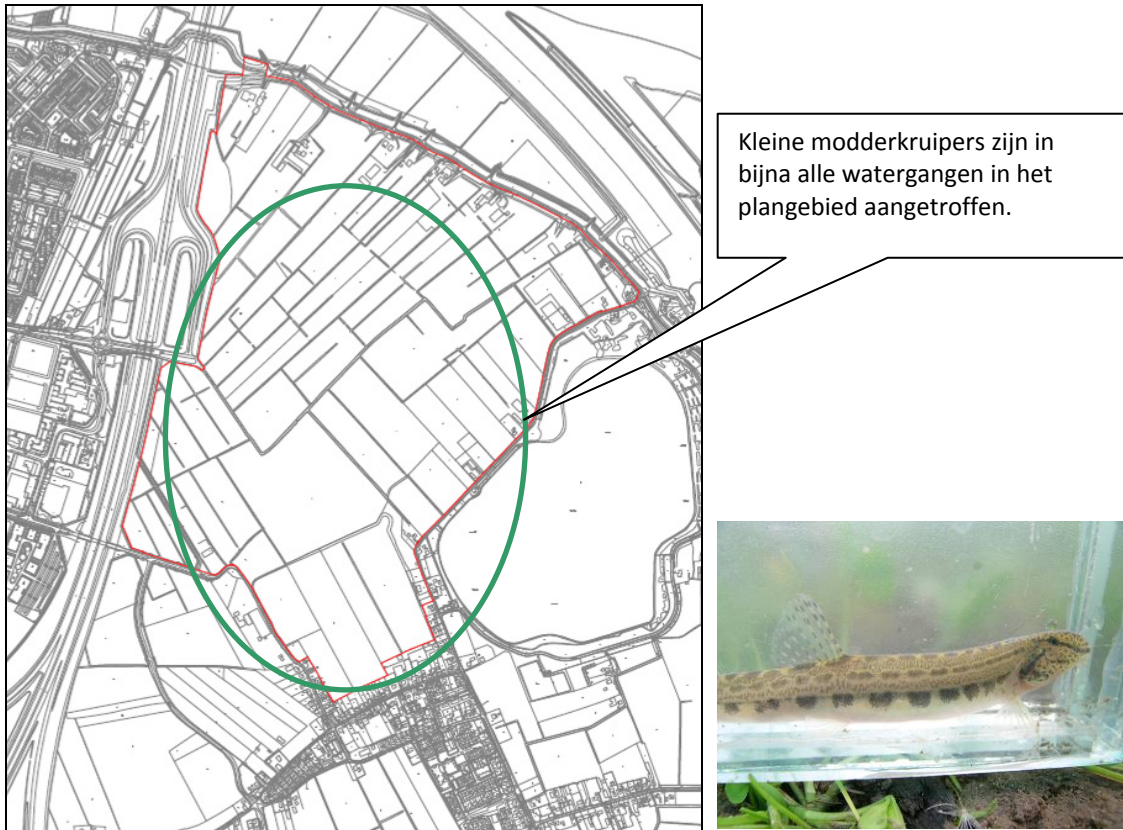 Kleine modderkruipers zijn in
bijna alle watergangen in het
plangebied aangetroffen.